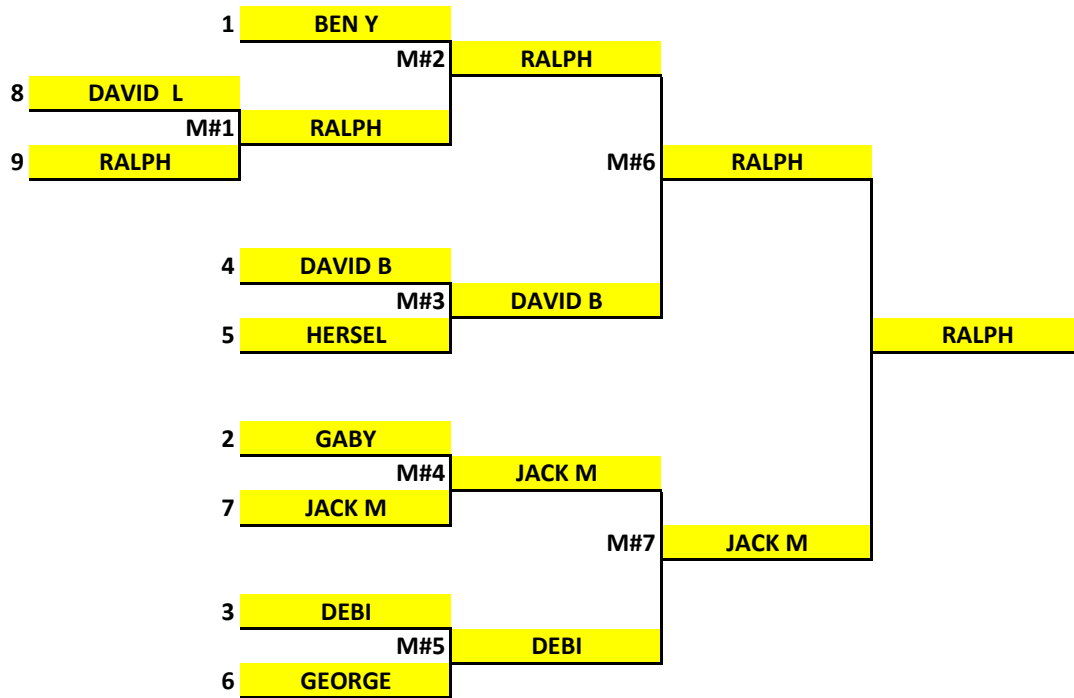 1 BEN Y
M#2 RALPH
8 DAVID L
M#1 RALPH
9 RALPH
M#6 RALPH
4 DAVID B
M#3 DAVID B
5 HERSEL
RALPH
2 GABY
M#4 JACK M
7 JACK M
M#7 JACK M
3 DEBI
M#5 DEBI
6 GEORGE